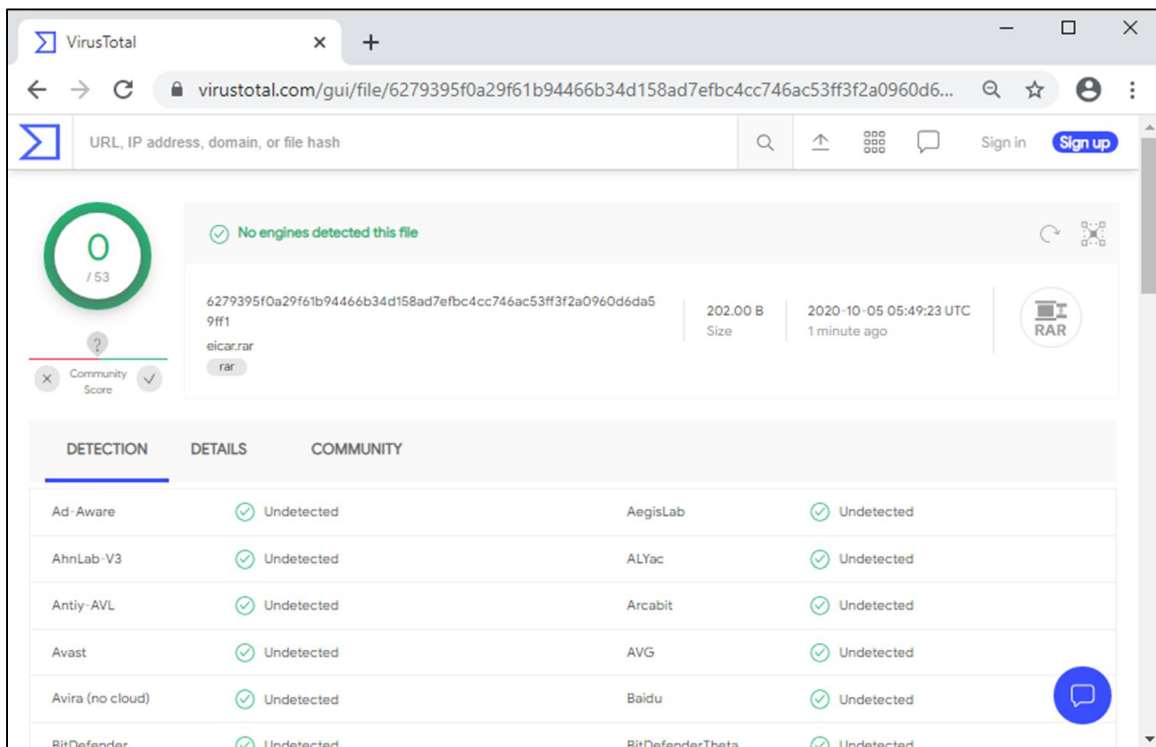 VirusTotal
virustotal.com/gui/file/6279395f0a29f61b94466b34d158ad7efbc4cc746ac53ff3f2a0960d6...
URL, IP address, domain, or file hash
Sign in
Sign up
0
/ 53
No engines detected this file
6279395f0a29f61b94466b34d158ad7efbc4cc746ac53ff3f2a0960d6da5
9ff1
eicar.rar
rar
202.00 B
Size
2020-10-05 05:49:23 UTC
1 minute ago
RAR
?
Community
Score
DETECTION DETAILS COMMUNITY
Ad-Aware Undetected AegisLab Undetected
AhnLab-V3 Undetected ALYac Undetected
Antiy-AVL Undetected Arcabit Undetected
Avast Undetected AVG Undetected
Avira (no cloud) Undetected Baidu Undetected
BitDefender Undetected BitDefenderTheta Undetected